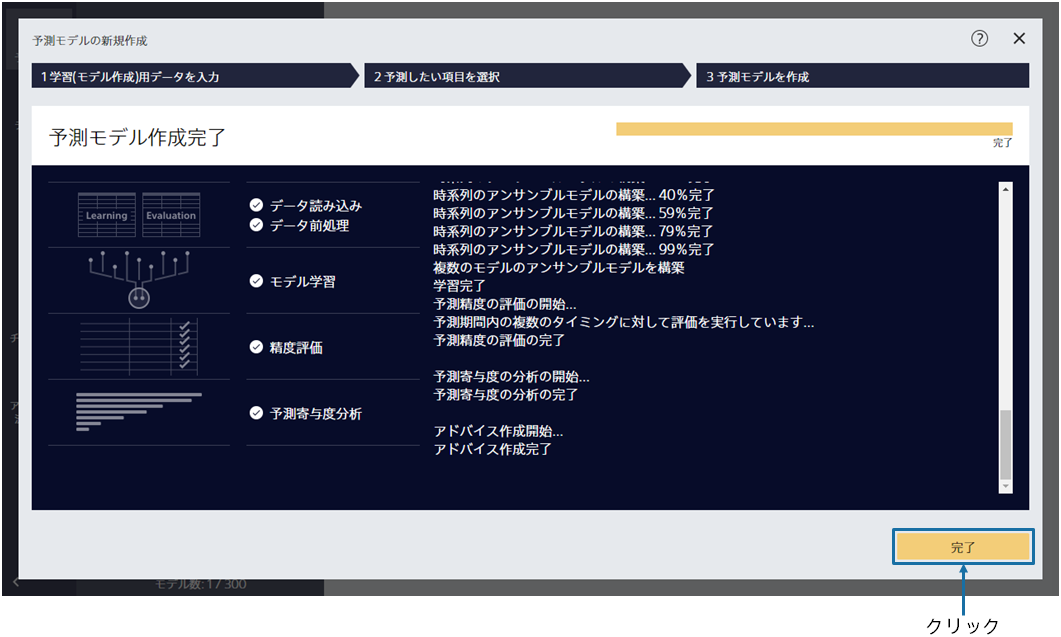 予測モデルの新規作成
?
1 学習(モデル作成)用データを入力
2 予測したい項目を選択
3 予測モデルを作成
予測モデル作成完了
完了
Learning
Evaluation
データ読み込み
データ前処理
モデル学習
精度評価
予測寄与度分析
時系列のアンサンブルモデルの構築... 40%完了
時系列のアンサンブルモデルの構築... 59%完了
時系列のアンサンブルモデルの構築... 79%完了
時系列のアンサンブルモデルの構築... 99%完了
複数のモデルのアンサンブルモデルを構築
学習完了
予測精度の評価の開始...
予測期間内の複数のタイミングに対して評価を実行しています...
予測精度の評価の完了
予測寄与度の分析の開始...
予測寄与度の分析の完了
アドバイス作成開始...
アドバイス作成完了
完了
モデル数: 1 / 300
クリック